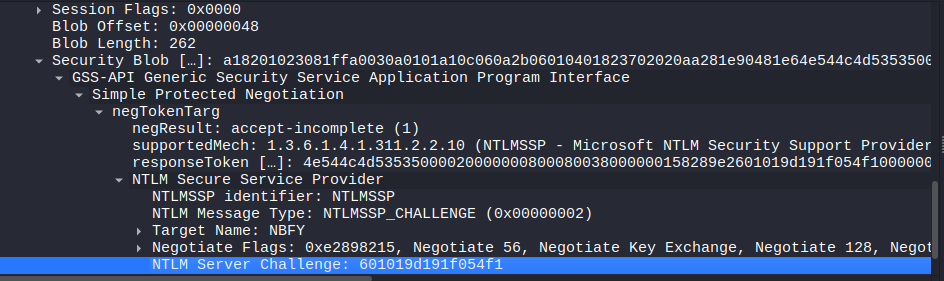 Session Flags: 0x0000
Blob Offset: 0x00000048
Blob Length: 262
Security Blob […]: a18201023081ffa0030a0101a10c060a2b06010401823702020aa281e90481e64e544c4d5353500
GSS-API Generic Security Service Application Program Interface
Simple Protected Negotiation
negTokenTarg
negResult: accept-incomplete (1)
supportedMech: 1.3.6.1.4.1.311.2.2.10 (NTLMSSP - Microsoft NTLM Security Support Provider
responseToken […]: 4e544c4d53535000020000000800080038000000158289e2601019d191f054f1000000
NTLM Secure Service Provider
NTLMSSP identifier: NTLMSSP
NTLM Message Type: NTLMSSP_CHALLENGE (0x00000002)
Target Name: NBFY
Negotiate Flags: 0xe2898215, Negotiate 56, Negotiate Key Exchange, Negotiate 128, Negot
NTLM Server Challenge: 601019d191f054f1